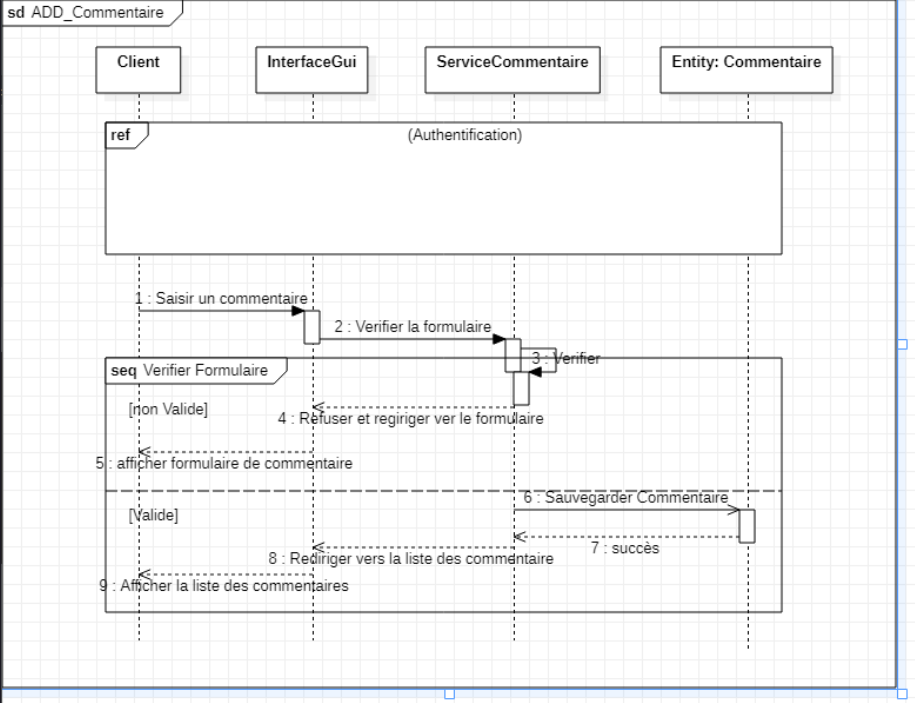 sd ADD_Commentaire
Client
InterfaceGui
ServiceCommentaire
Entity: Commentaire
ref
(Authentification)
1 : Saisir un commentaire
2 : Verifier la formulaire
3 : Verifier
seq Verifier Formulaire
[non Valide]
4 : Refuser et regiriger ver le formulaire
5 : afficher formulaire de commentaire
6 : Sauvegarder Commentaire
[Valide]
7 : succès
8 : Rediriger vers la liste des commentaire
9 : Afficher la liste des commentaires